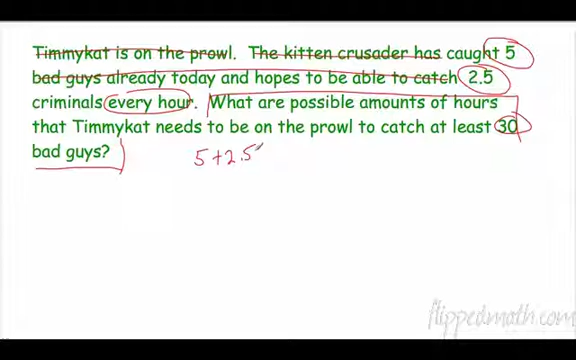 Timmykat is on the prowl. The kitten crusader has caught 5
bad guys already today and hopes to be able to catch 2.5
criminals every hour. What are possible amounts of hours
that Timmykat needs to be on the prowl to catch at least 30
bad guys?
5+2.5
flippedmath.com